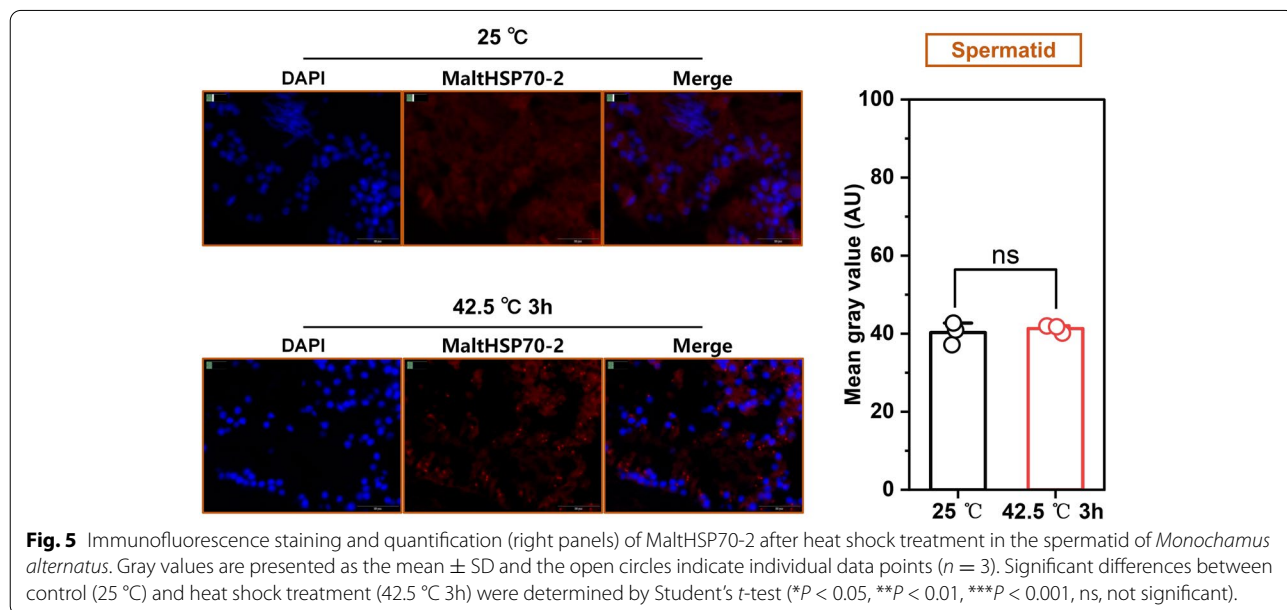 25 ℃
DAPI MaltHSP70-2 Merge
42.5 ℃ 3h
DAPI MaltHSP70-2 Merge
Spermatid
Mean gray value (AU)
100
80
60
40
20
0
ns
25 ℃ 42.5 ℃ 3h
Fig. 5 Immunofluorescence staining and quantification (right panels) of MaltHSP70-2 after heat shock treatment in the spermatid of Monochamus
alternatus. Gray values are presented as the mean ± SD and the open circles indicate individual data points (n = 3). Significant differences between
control (25 °C) and heat shock treatment (42.5 °C 3h) were determined by Student's t-test (*P < 0.05, **P < 0.01, ***P < 0.001, ns, not significant).